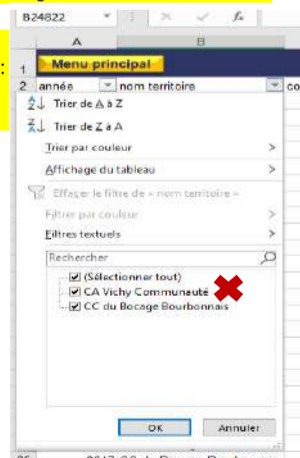 B24822
fx
A B
:
1 Menu principal
2 année nom territoire co
Trier de A à Z
Trier de Z à A
Trier par couleur >
Affichage du tableau >
Effacer le filtre de « nom territoire »
Filtrer par couleur >
Filtres textuels >
Rechercher
(Sélectionner tout)
CA Vichy Communauté
CC du Bocage Bourbonnais
OK Annuler